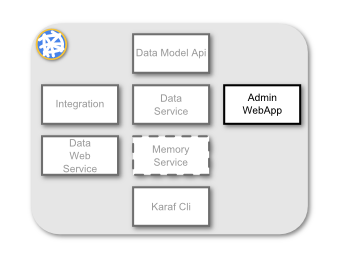 Data Model Api
Integration
Data
Service
Admin
WebApp
Data
Web
Service
Memory
Service
Karaf Cli